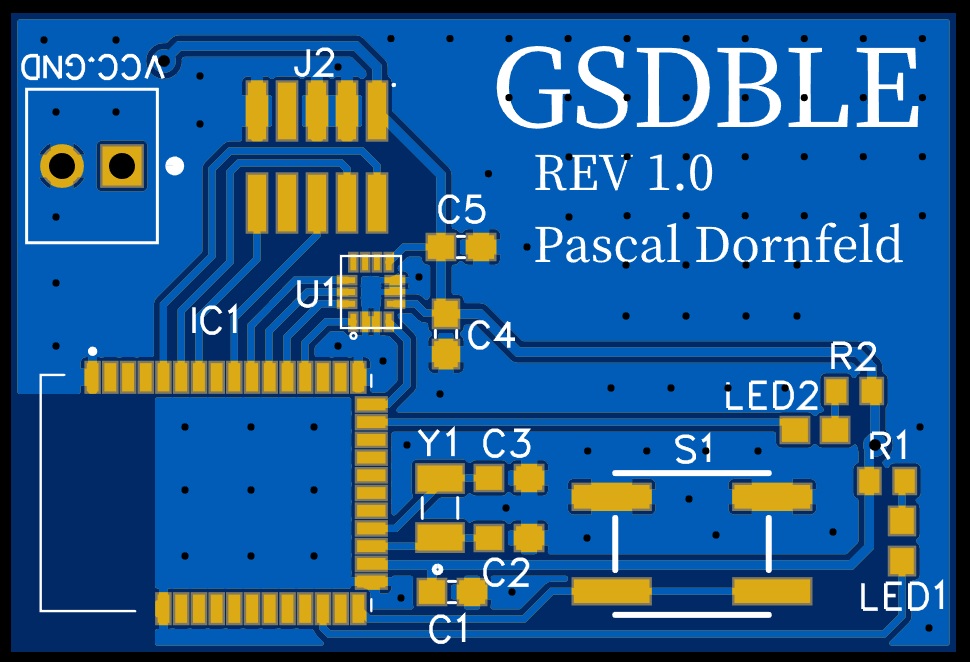 GSDBLE
VCC.GND
J2
REV 1.0
C5
Pascal Dornfeld
U1
IC1
C4
R2
LED2
Y1
C3
S1
R1
C2
LED1
C1